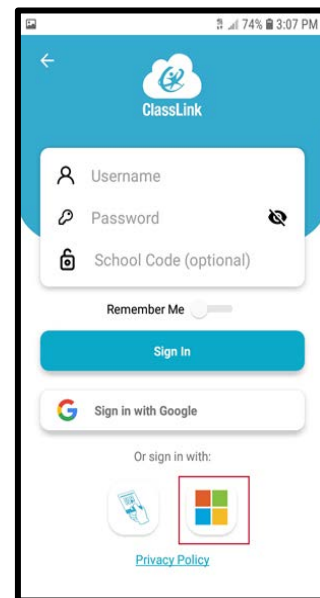 74% 3:07 PM
ClassLink
Username
Password
School Code (optional)
Remember Me
Sign In
Sign in with Google
Or sign in with:
Privacy Policy